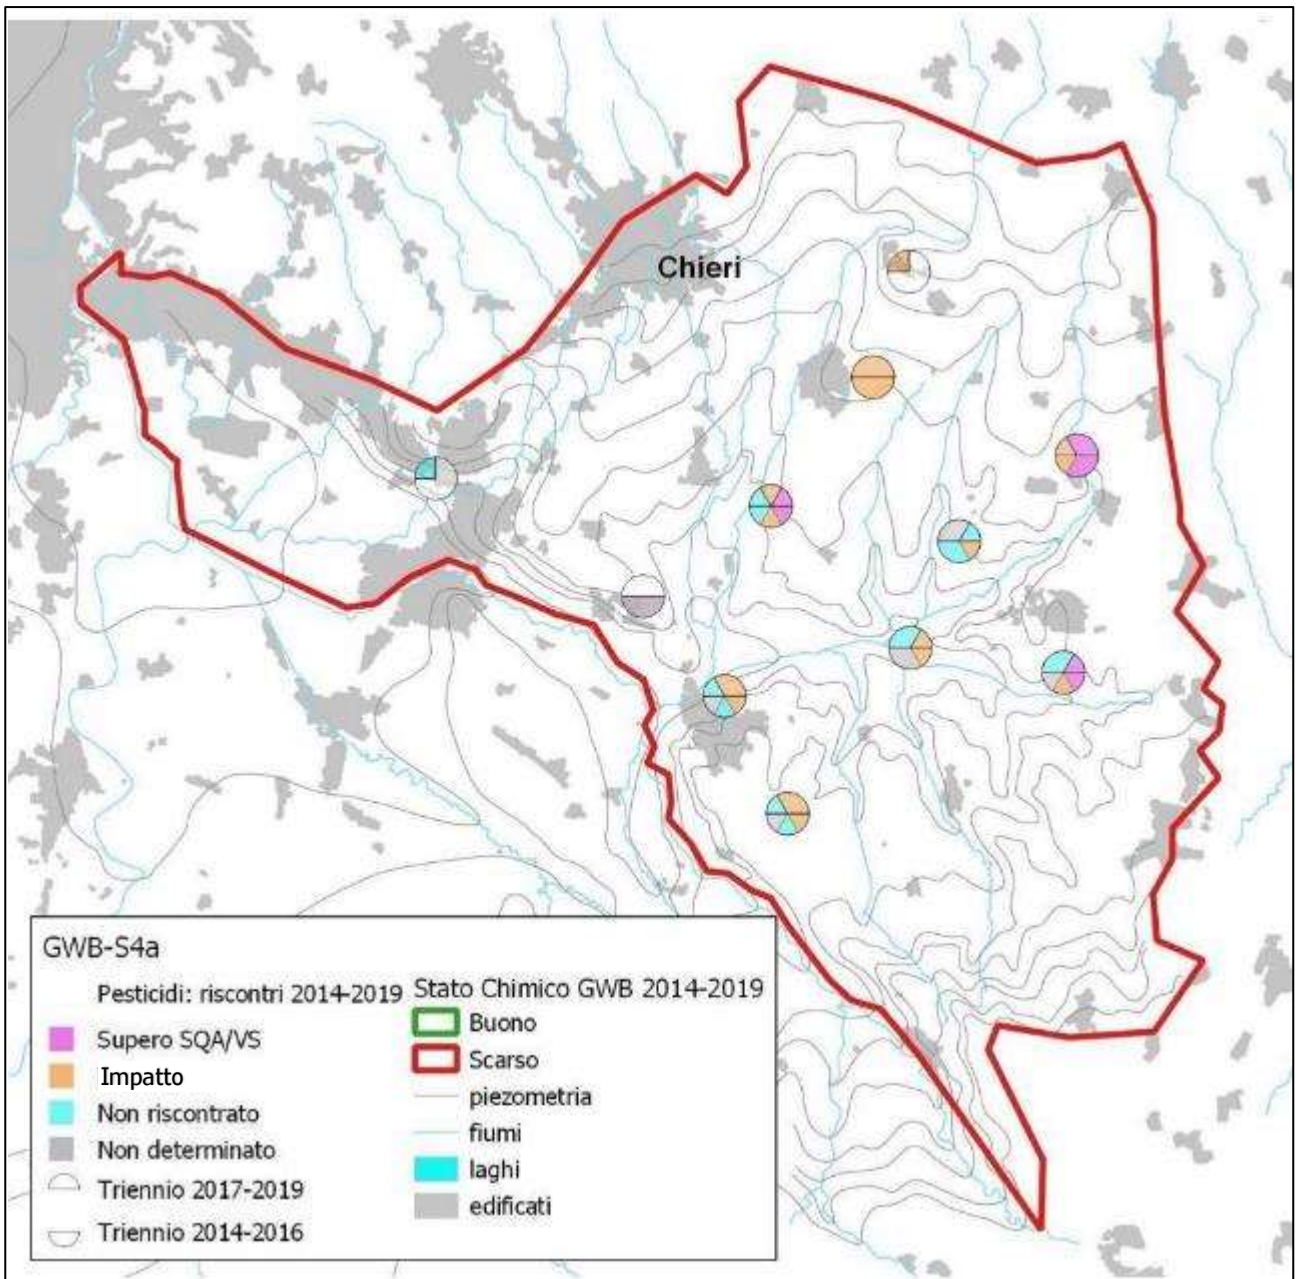 Chieri
GWB-S4a
Pesticidi: riscontri 2014-2019
Supero SQA/VS
Impatto
Non riscontrato
Non determinato
Triennio 2017-2019
Triennio 2014-2016
Stato Chimico GWB 2014-2019
Buono
Scarso
piezometria
fiumi
laghi
edificati